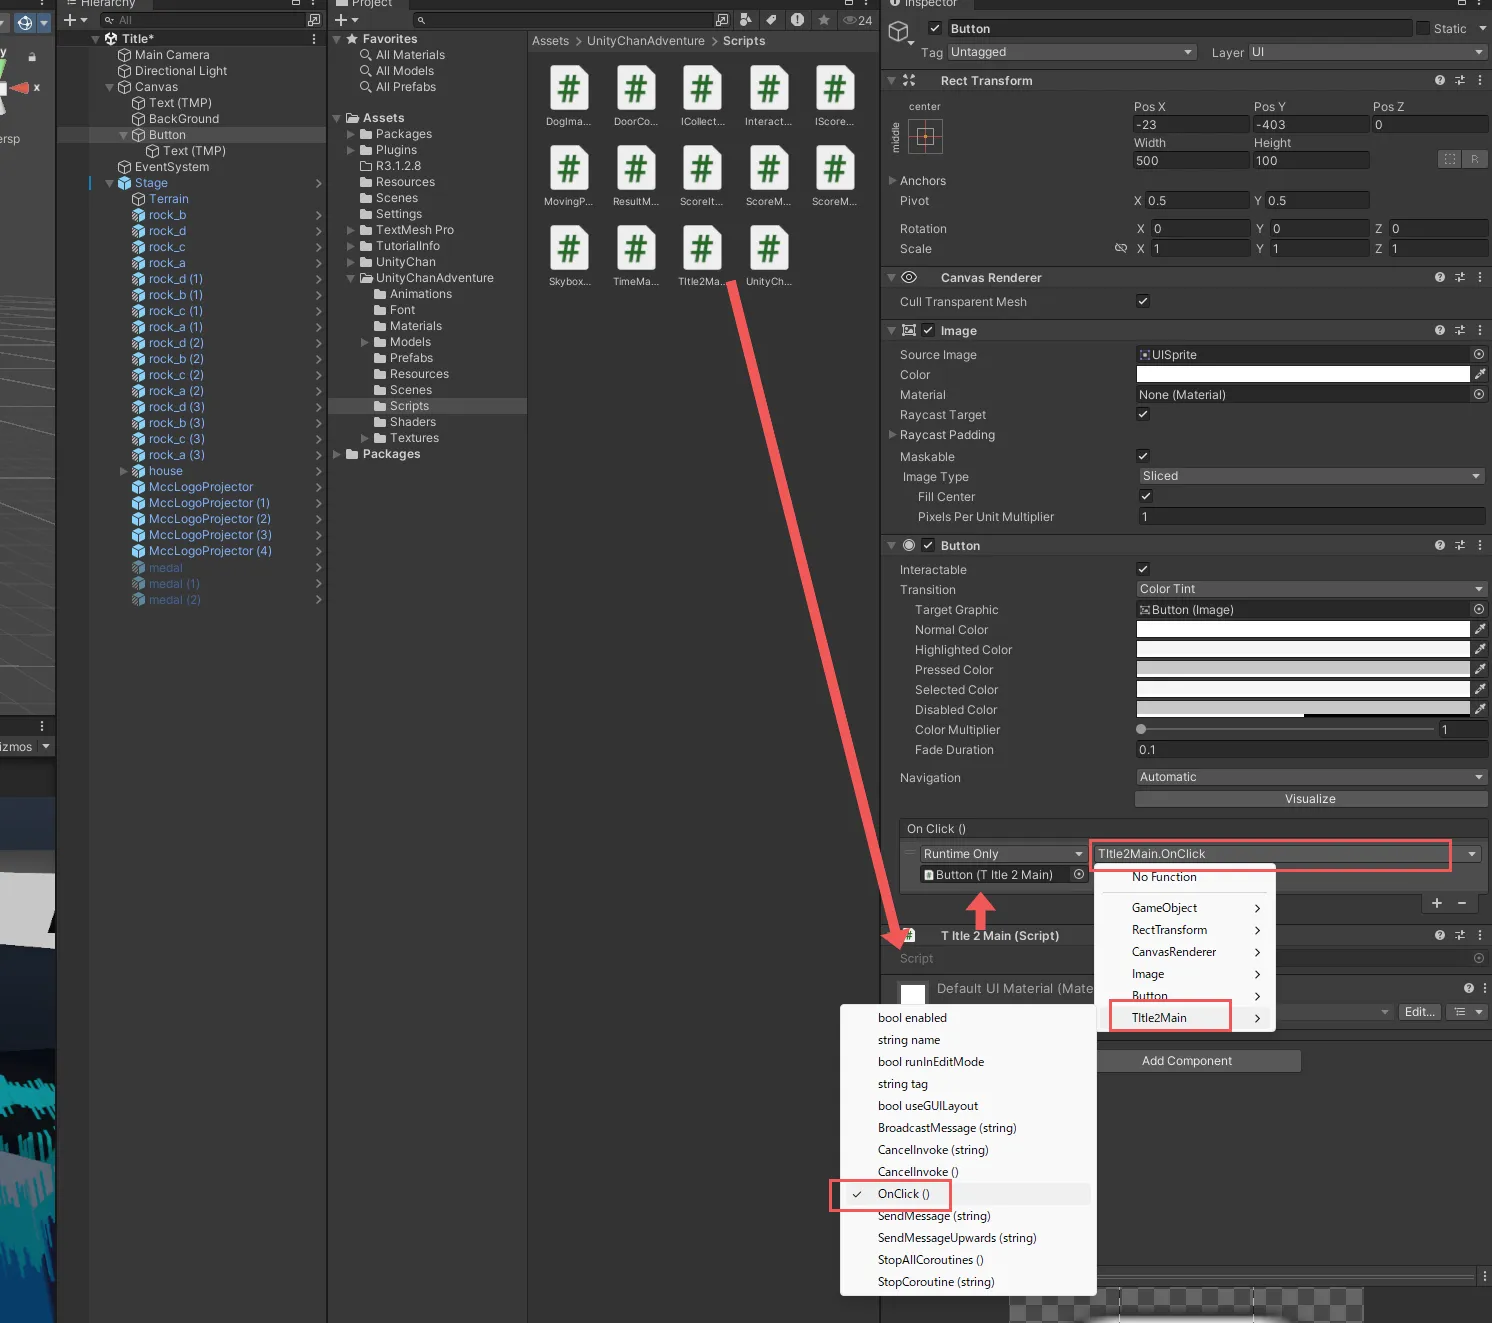 Hierarchy
All
Title*
Main Camera
Directional Light
Canvas
Text (TMP)
BackGround
Button
Text (TMP)
EventSystem
Stage
Terrain
rock_b
rock_d
rock_c
rock_a
rock_d (1)
rock_b (1)
rock_c (1)
rock_a (1)
rock_d (2)
rock_b (2)
rock_c (2)
rock_a (2)
rock_d (3)
rock_b (3)
rock_c (3)
rock_a (3)
house
MccLogoProjector
MccLogoProjector (1)
MccLogoProjector (2)
MccLogoProjector (3)
MccLogoProjector (4)
medal
medal (1)
medal (2)
y
x
ersp
izmos
Project
24
Favorites
All Materials
All Models
All Prefabs
Assets
Packages
Plugins
R3.1.2.8
Resources
Scenes
Settings
TextMesh Pro
TutorialInfo
UnityChan
UnityChanAdventure
Animations
Font
Materials
Models
Prefabs
Resources
Scenes
Scripts
Shaders
Textures
Packages
Assets > UnityChanAdventure > Scripts
DogIma... DoorCo... ICollect... Interact... IScore...
MovingP... ResultM... ScoreIt... ScoreM... ScoreM...
Skybox... TimeMa... TItle2Ma... UnityCh...
Inspector
Button Static
Tag Untagged Layer UI
Rect Transform
center
middle
Pos X Pos Y Pos Z
-23 -403 0
Width Height
500 100
R
Anchors
Pivot X 0.5 Y 0.5
Rotation X 0 Y 0 Z 0
Scale X 1 Y 1 Z 1
Canvas Renderer
Cull Transparent Mesh
Image
Source Image UISprite
Color
Material None (Material)
Raycast Target
Raycast Padding
Maskable
Image Type Sliced
Fill Center
Pixels Per Unit Multiplier 1
Button
Interactable
Transition Color Tint
Target Graphic Button (Image)
Normal Color
Highlighted Color
Pressed Color
Selected Color
Disabled Color
Color Multiplier 1
Fade Duration 0.1
Navigation Automatic
Visualize
On Click ()
Runtime Only TItle2Main.OnClick
Button (T Itle 2 Main)
No Function
GameObject
RectTransform
CanvasRenderer
Image
Button
TItle2Main
T Itle 2 Main (Script)
Script
Default UI Material (Mate
Edit...
Add Component
bool enabled
string name
bool runInEditMode
string tag
bool useGUILayout
BroadcastMessage (string)
CancelInvoke (string)
CancelInvoke ()
OnClick ()
SendMessage (string)
SendMessageUpwards (string)
StopAllCoroutines ()
StopCoroutine (string)